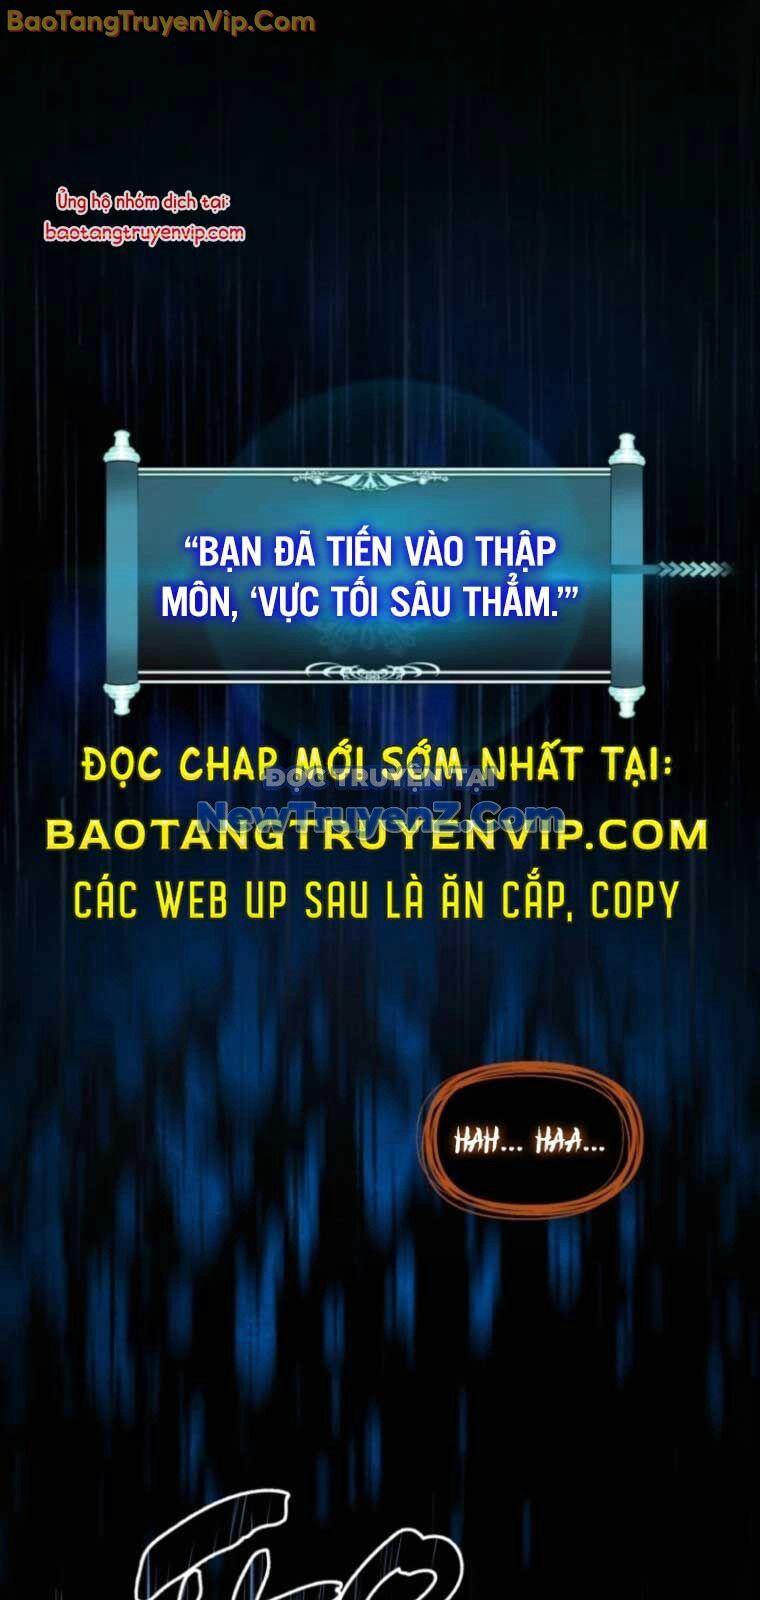 BaoTangTruyenVip.Com
Ủng hộ nhóm dịch tại:
baotangtruyenvip.com
“BẠN ĐÃ TIẾN VÀO THẬP
MÔN, ‘VỰC TỐI SÂU THẲM.’”
ĐỌC CHAP MỚI SỚM NHẤT TẠI:
ĐỌC TRUYỆN TẠI
NewTruyenZ.Com
BAOTANGTRUYENVIP.COM
CÁC WEB UP SAU LÀ ĂN CẮP, COPY
HAH... HAA...